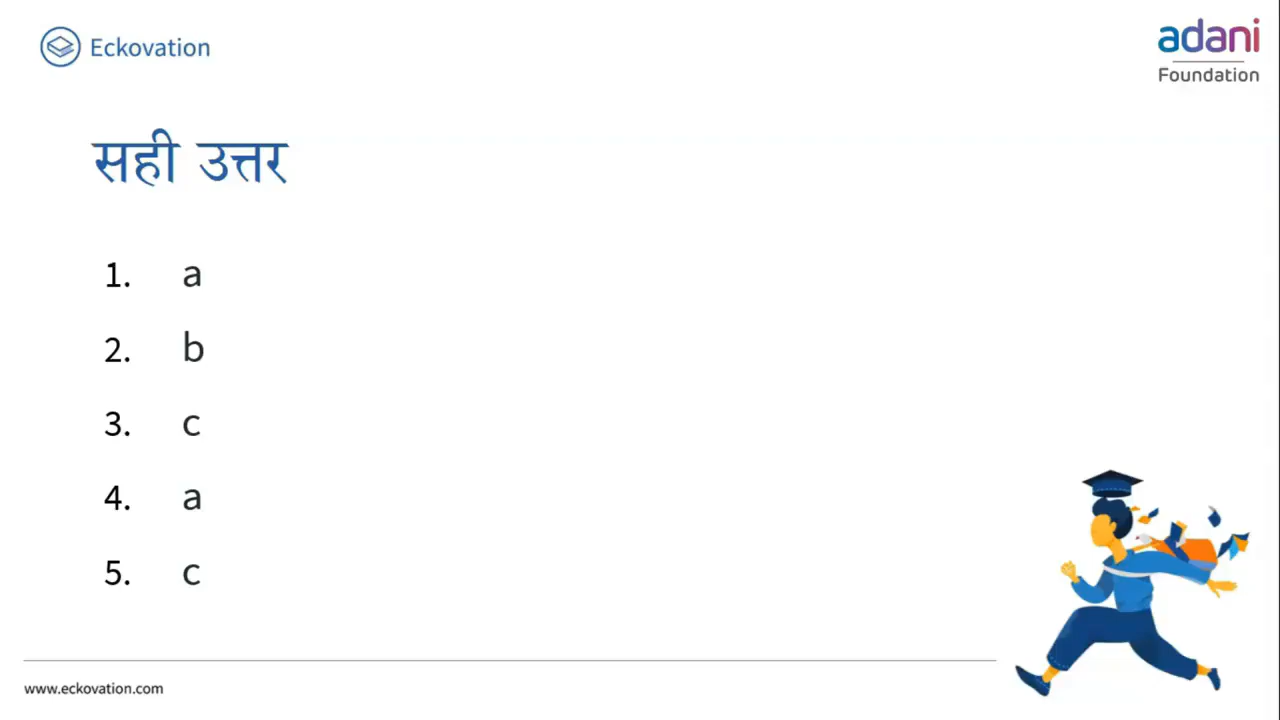 Eckovation
adani
Foundation
सही उत्तर
1. a
2. b
3. c
4. a
5. c
www.eckovation.com